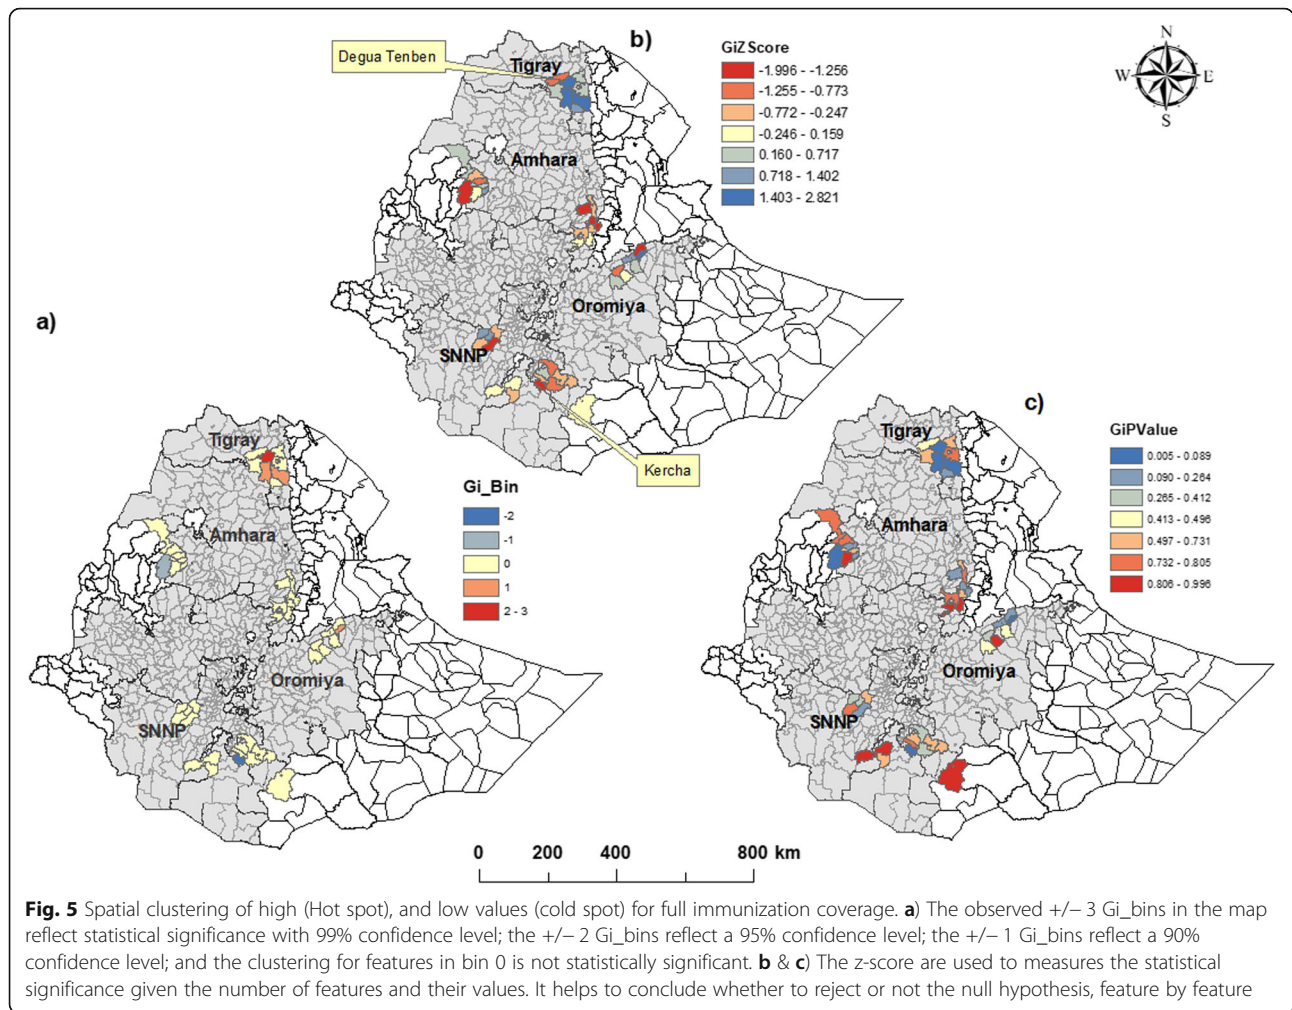 b)
Degua Tenben
Tigray
Amhara
Oromiya
SNNP
Kercha
GiZScore
-1.996 - -1.256
-1.255 - -0.773
-0.772 - -0.247
-0.246 - 0.159
0.160 - 0.717
0.718 - 1.402
1.403 - 2.821
N
W E
S
a)
Tigray
Amhara
Oromiya
SNNP
Gi_Bin
-2
-1
0
1
2 - 3
c)
Tigray
Amhara
Oromiya
SNNP
GiPValue
0.005 - 0.089
0.090 - 0.264
0.265 - 0.412
0.413 - 0.496
0.497 - 0.731
0.732 - 0.805
0.806 - 0.996
0 200 400 800 km
Fig. 5 Spatial clustering of high (Hot spot), and low values (cold spot) for full immunization coverage. a) The observed +/− 3 Gi_bins in the map
reflect statistical significance with 99% confidence level; the +/− 2 Gi_bins reflect a 95% confidence level; the +/− 1 Gi_bins reflect a 90%
confidence level; and the clustering for features in bin 0 is not statistically significant. b & c) The z-score are used to measures the statistical
significance given the number of features and their values. It helps to conclude whether to reject or not the null hypothesis, feature by feature